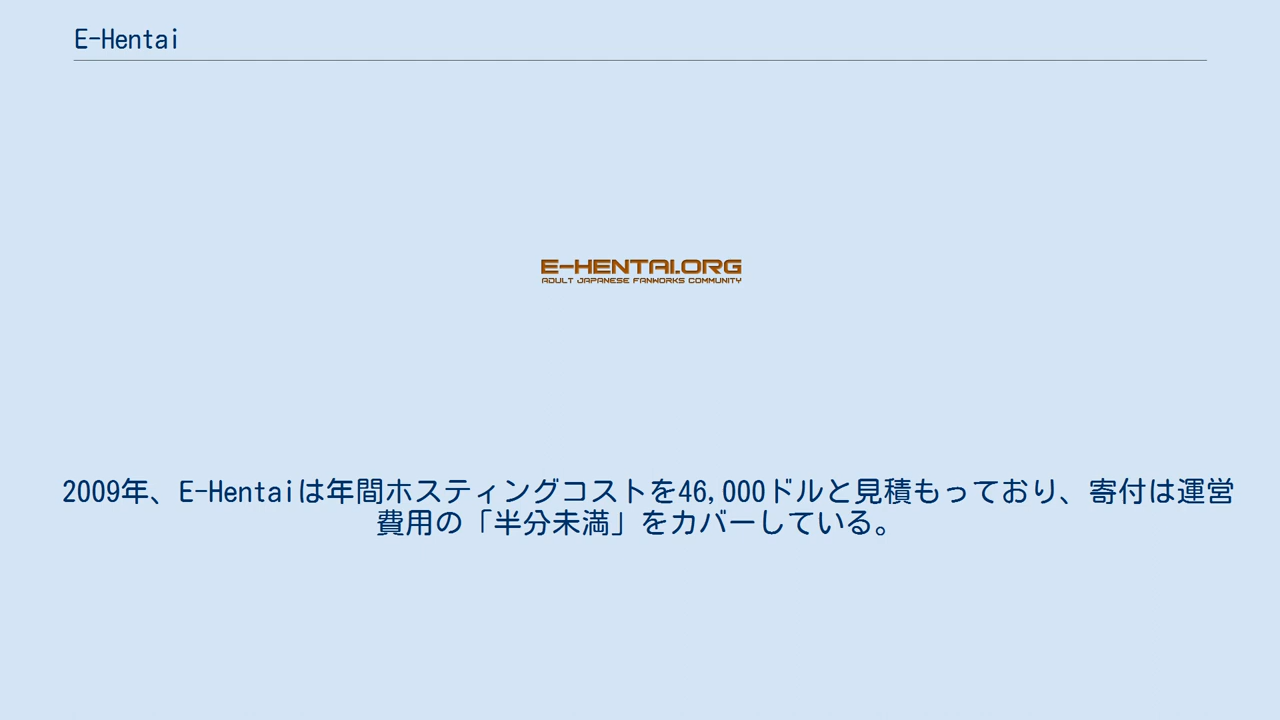 E-Hentai
E-HENTAI.ORG
ADULT JAPANESE FANWORKS COMMUNITY
2009年、E-Hentaiは年間ホスティングコストを46,000ドルと見積もっており、寄付は運営
費用の「半分未満」をカバーしている。